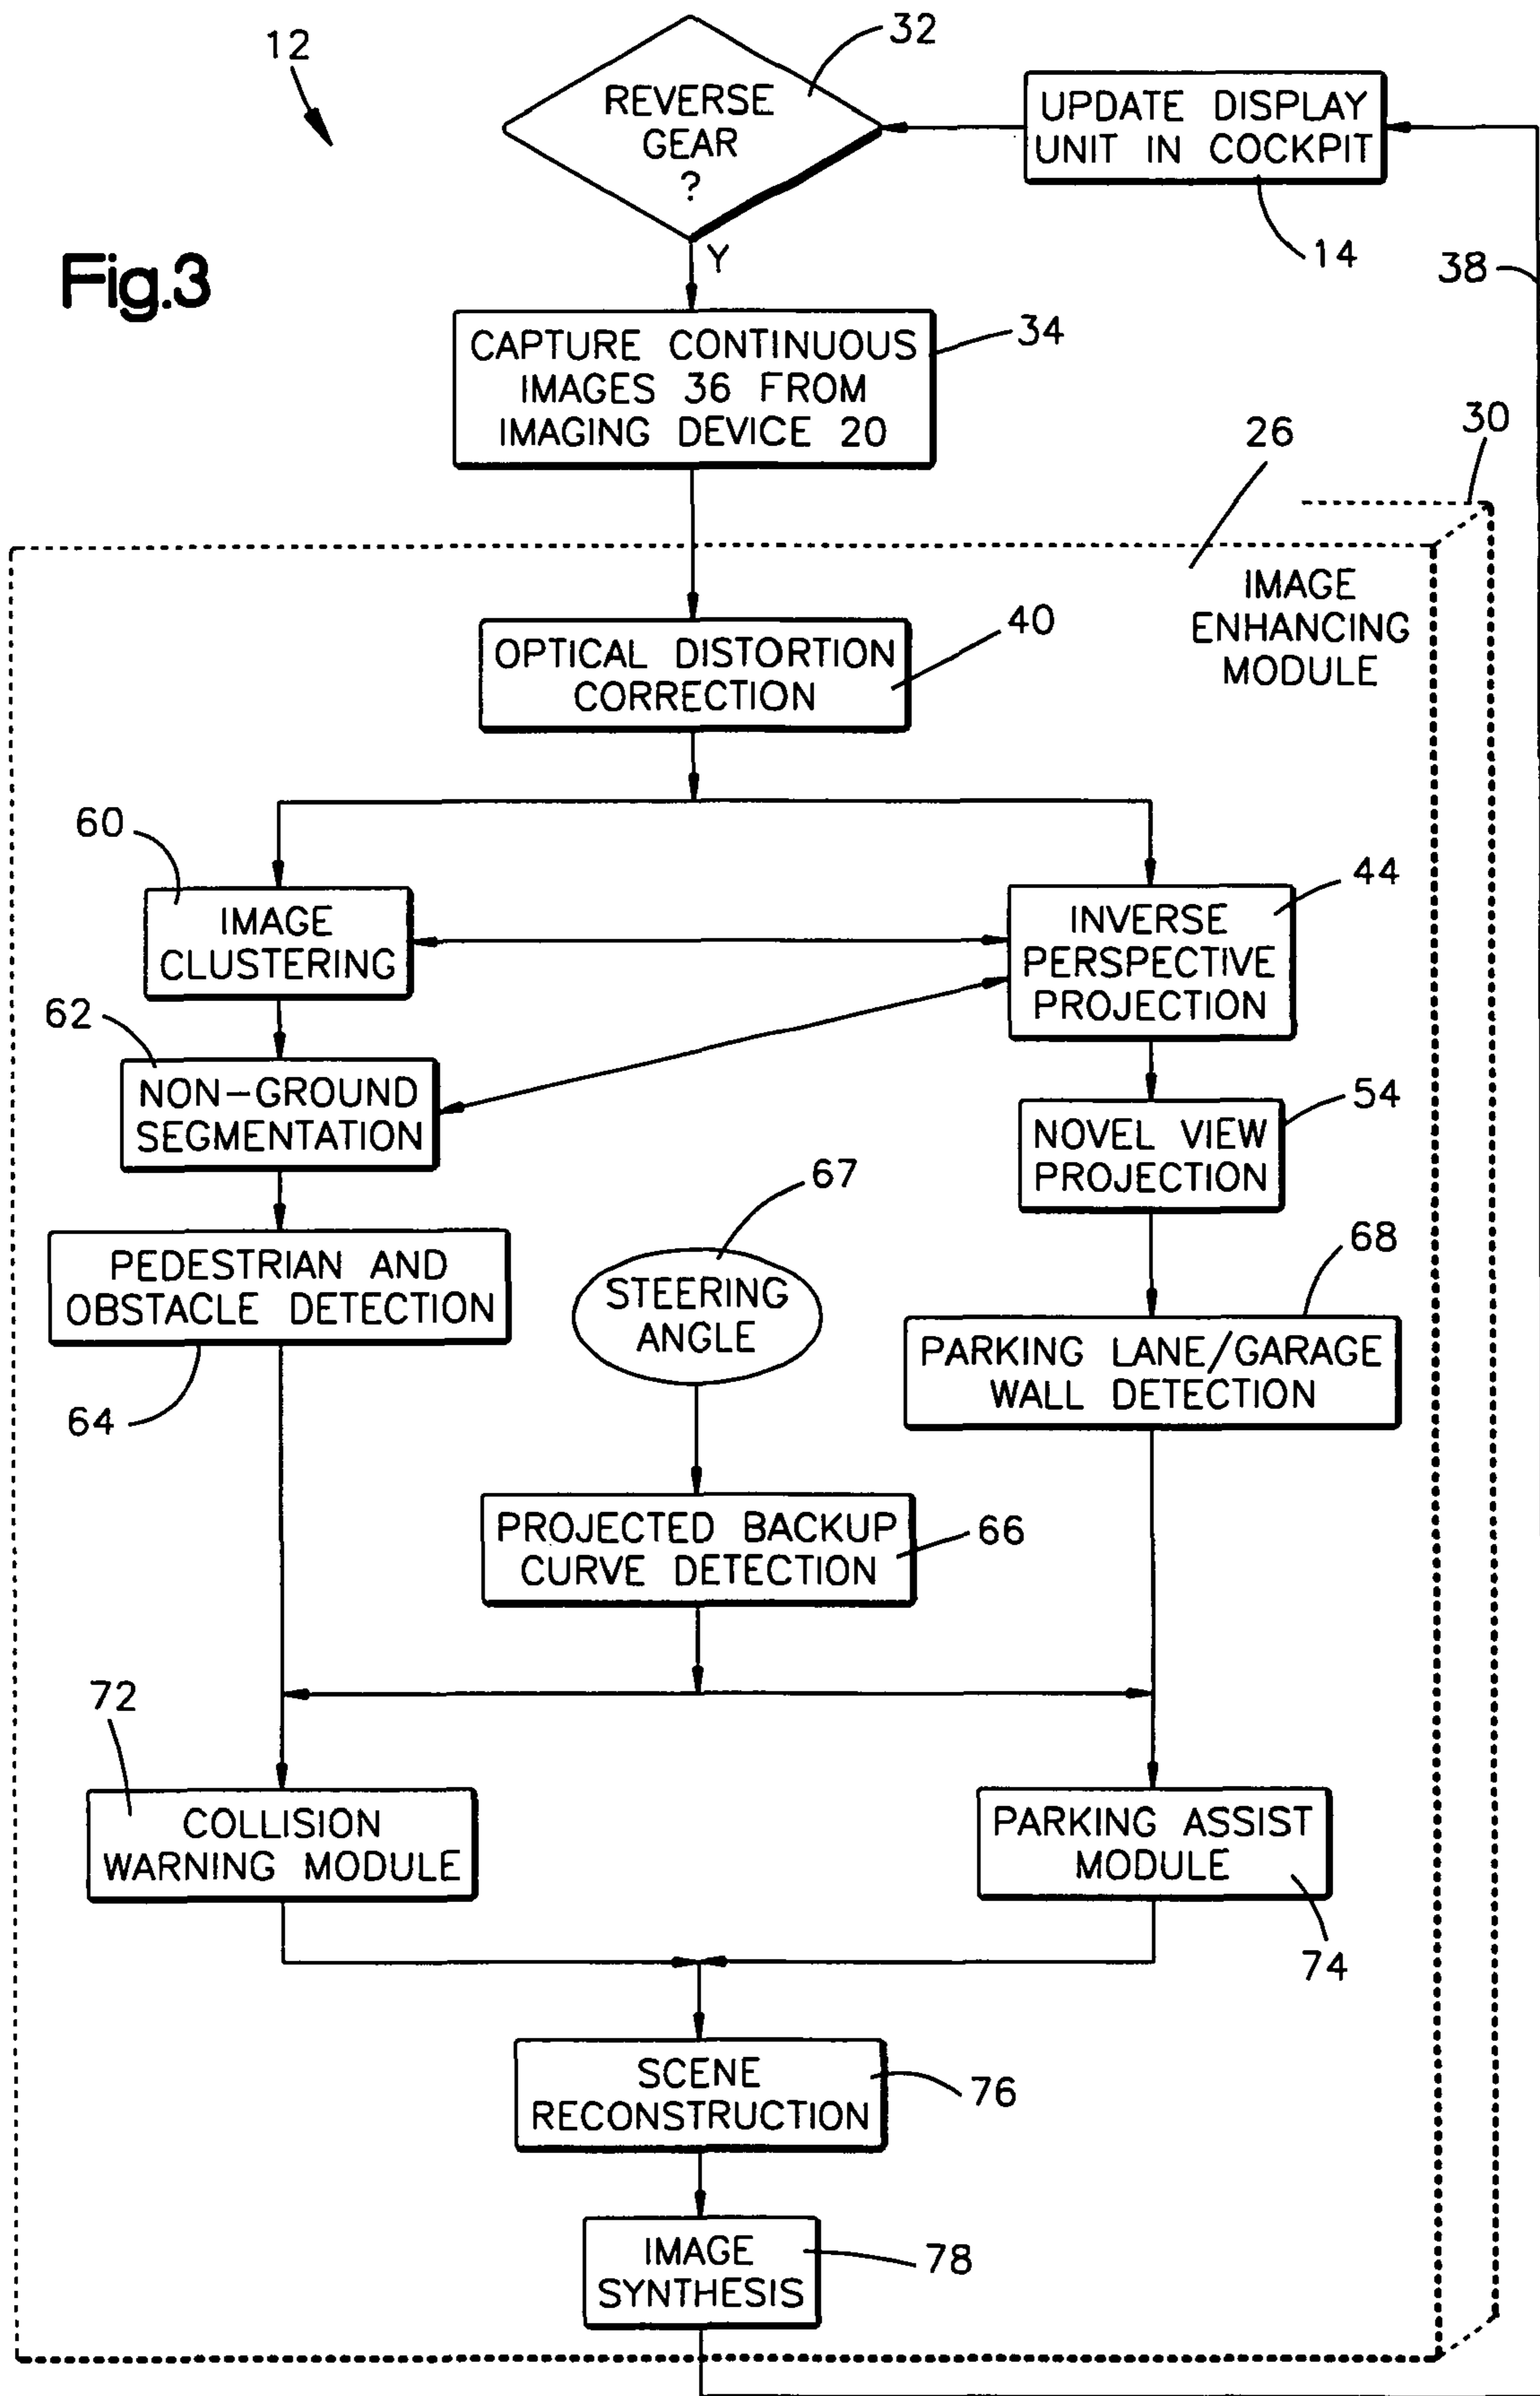 12
32
REVERSE
GEAR
?
UPDATE DISPLAY
UNIT IN COCKPIT
14
38
Fig.3
Y
CAPTURE CONTINUOUS
IMAGES 36 FROM
IMAGING DEVICE 20
34
26
30
IMAGE
ENHANCING
MODULE
OPTICAL DISTORTION
CORRECTION
40
60
IMAGE
CLUSTERING
44
INVERSE
PERSPECTIVE
PROJECTION
62
NON-GROUND
SEGMENTATION
54
NOVEL VIEW
PROJECTION
67
STEERING
ANGLE
PEDESTRIAN AND
OBSTACLE DETECTION
64
68
PARKING LANE/GARAGE
WALL DETECTION
PROJECTED BACKUP
CURVE DETECTION
66
72
COLLISION
WARNING MODULE
PARKING ASSIST
MODULE
74
SCENE
RECONSTRUCTION
76
IMAGE
SYNTHESIS
78